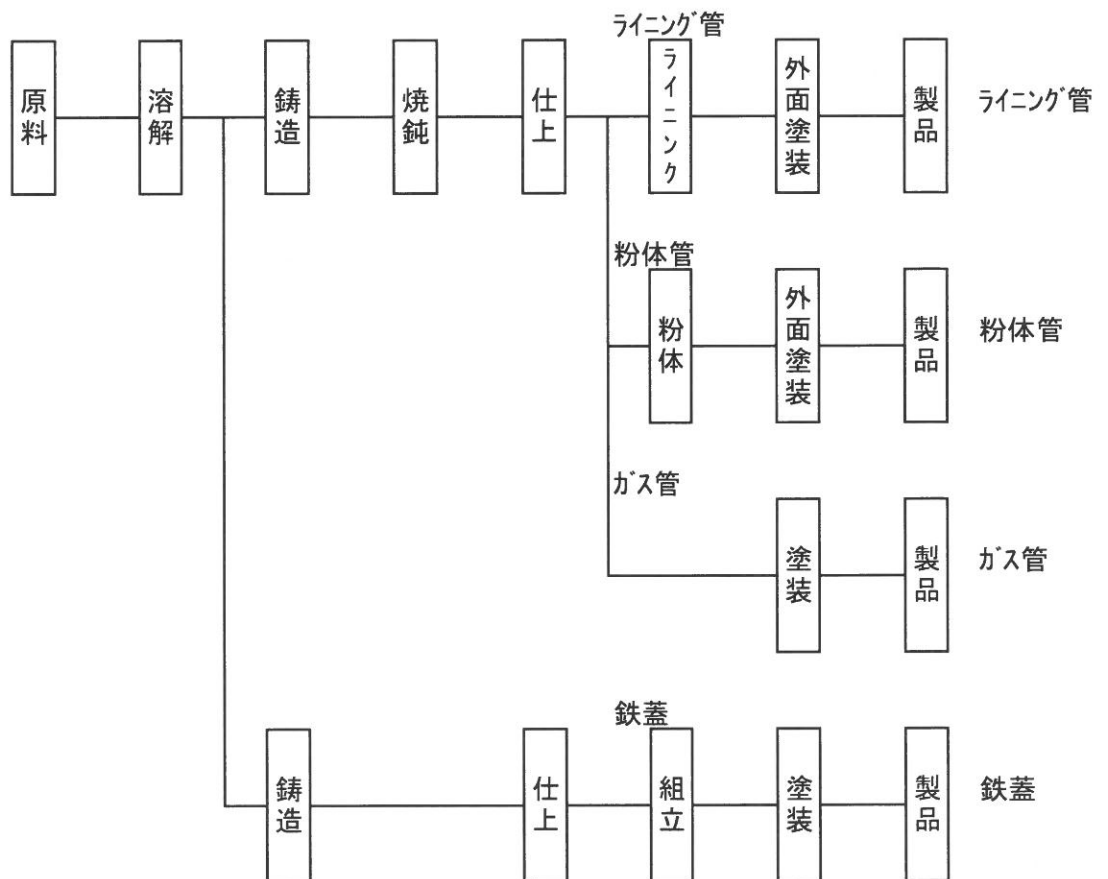 ライニング管
原料
溶解
鋳造
焼鈍
仕上
ライニンク
外面塗装
製品
ライニング管
粉体管
粉体
外面塗装
製品
粉体管
ガス管
塗装
製品
ガス管
鉄蓋
鋳造
仕上
組立
塗装
製品
鉄蓋